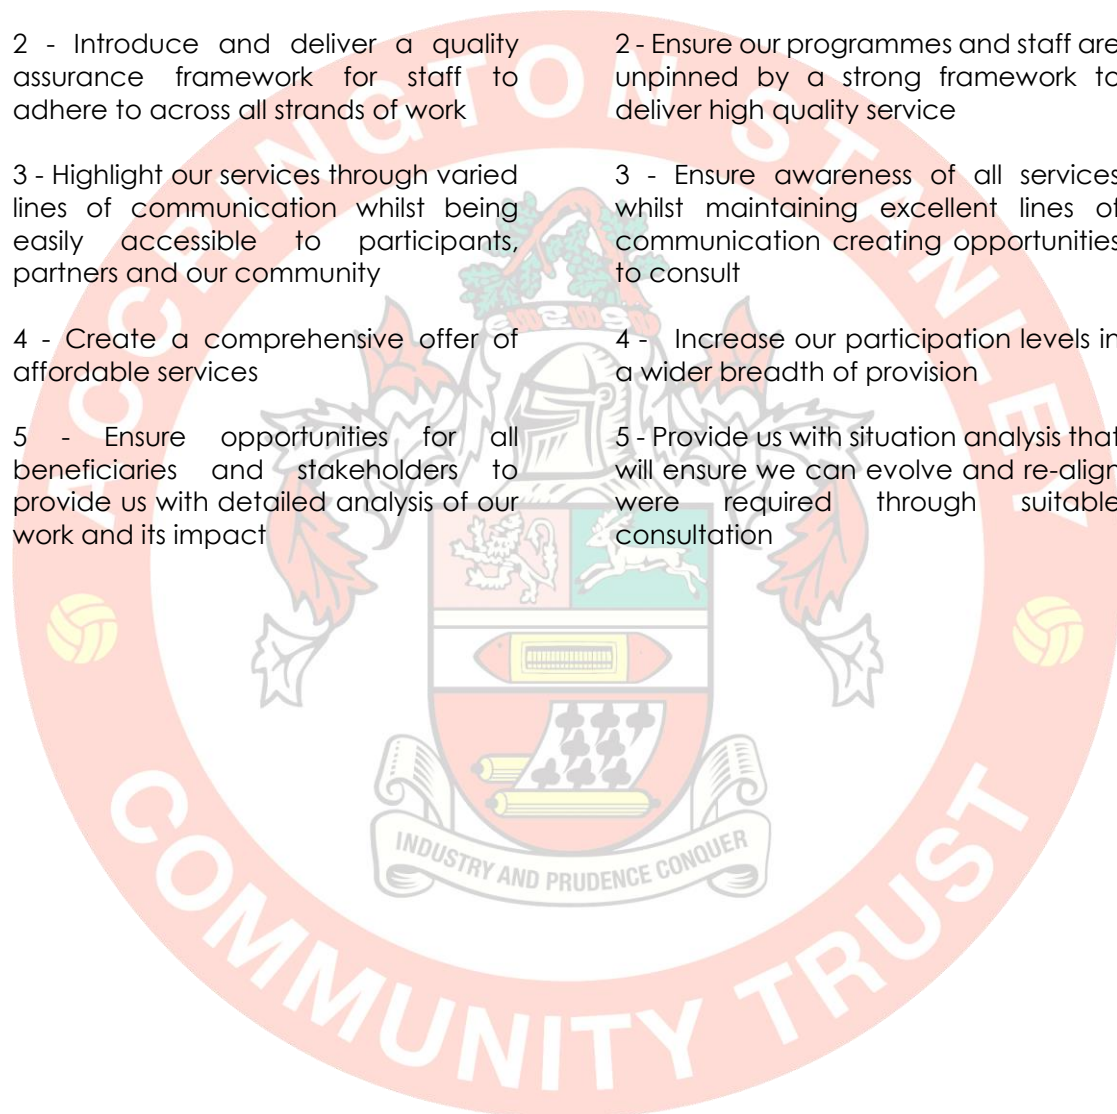 2 - Introduce and deliver a quality
assurance framework for staff to
adhere to across all strands of work
3 - Highlight our services through varied
lines of communication whilst being
easily accessible to participants,
partners and our community
4 - Create a comprehensive offer of
affordable services
5 - Ensure opportunities for all
beneficiaries and stakeholders to
provide us with detailed analysis of our
work and its impact
2 - Ensure our programmes and staff are
unpinned by a strong framework to
deliver high quality service
3 - Ensure awareness of all services
whilst maintaining excellent lines of
communication creating opportunities
to consult
4 - Increase our participation levels in
a wider breadth of provision
5 - Provide us with situation analysis that
will ensure we can evolve and re-align
were required through suitable
consultation
ACCRINGTON STANLEY
INDUSTRY AND PRUDENCE CONQUER
COMMUNITY TRUST